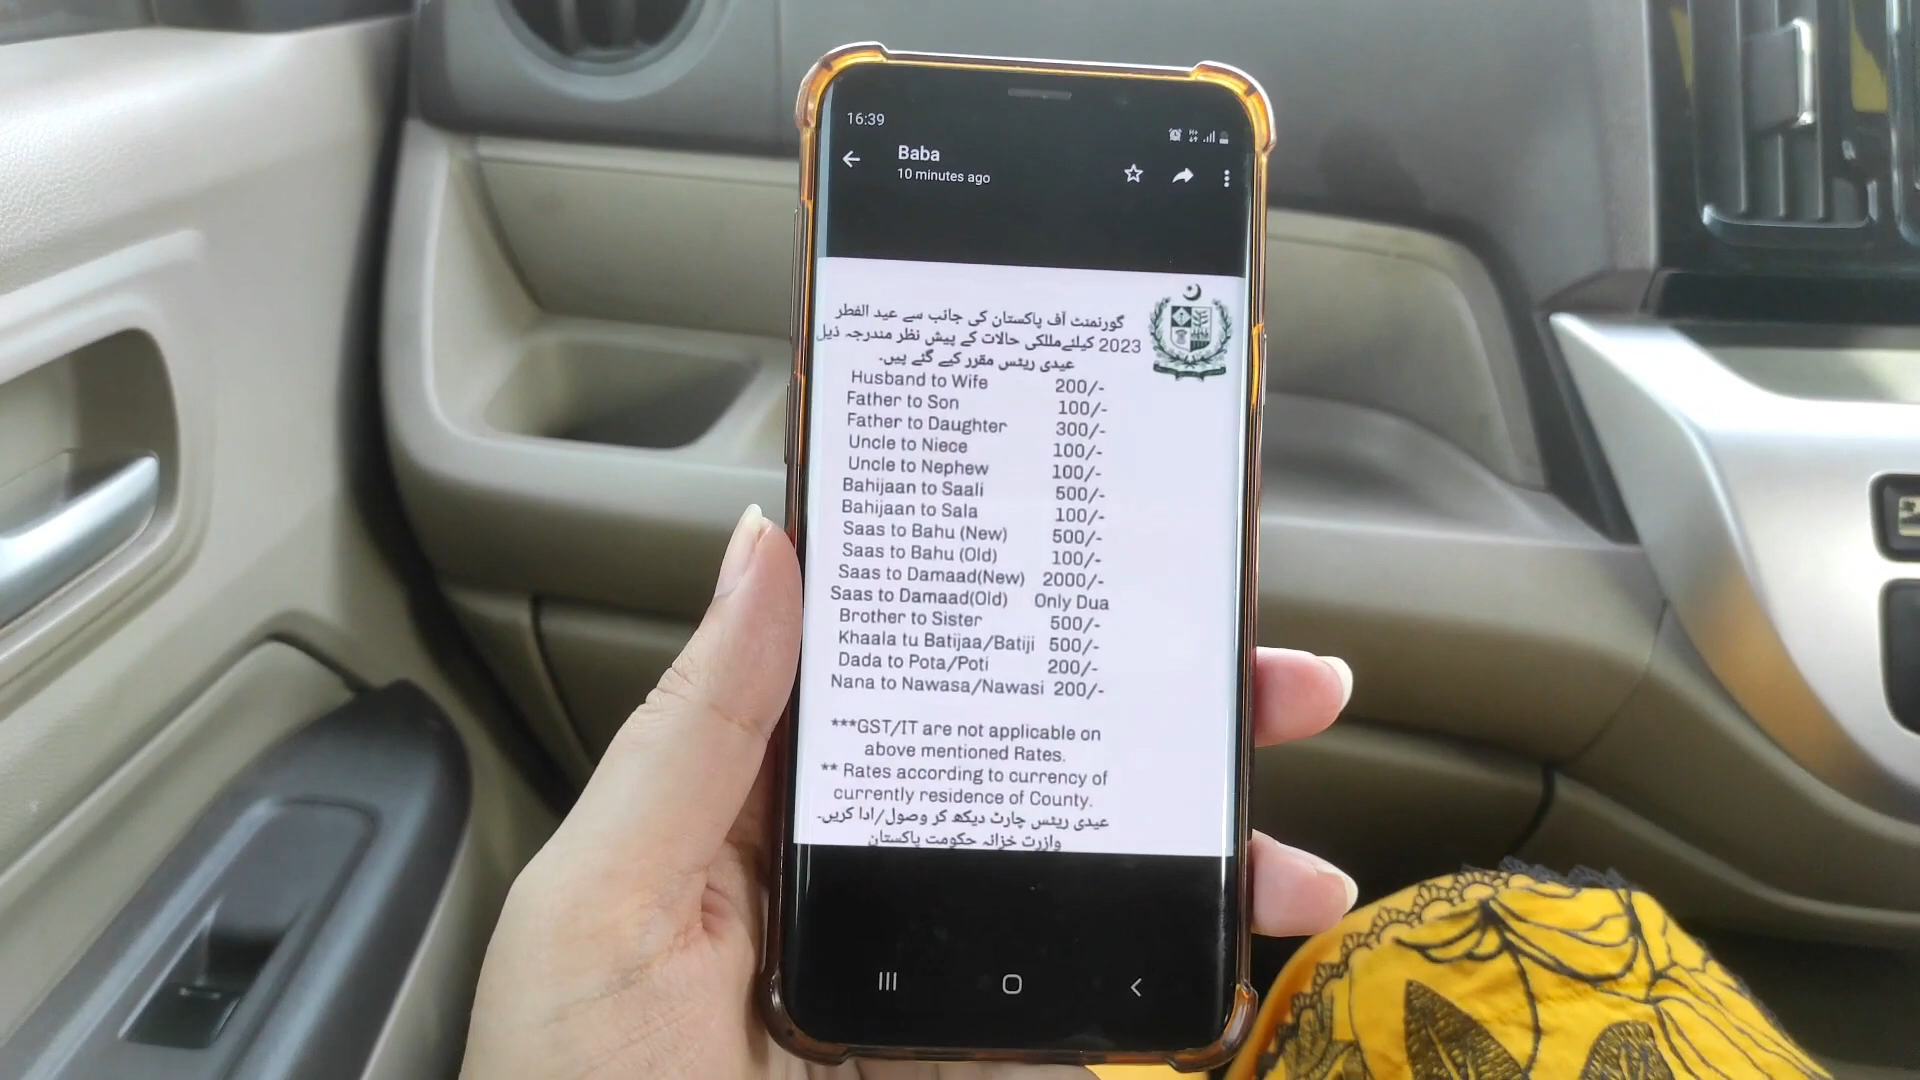 16:39
Baba
10 minutes ago
گورنمنٹ آف پاکستان کی جانب سے عید الفطر
2023 کیلئےمللکی حالات کے پیش نظر مندرجہ ذیل
عیدی ریٹس مقرر کیے گئے ہیں۔
Husband to Wife 200/-
Father to Son 100/-
Father to Daughter 300/-
Uncle to Niece 100/-
Uncle to Nephew 100/-
Bahijaan to Saali 500/-
Bahijaan to Sala 100/-
Saas to Bahu (New) 500/-
Saas to Bahu (Old) 100/-
Saas to Damaad(New) 2000/-
Saas to Damaad(Old) Only Dua
Brother to Sister 500/-
Khaala tu Batijaa/Batiji 500/-
Dada to Pota/Poti 200/-
Nana to Nawasa/Nawasi 200/-
***GST/IT are not applicable on
above mentioned Rates.
** Rates according to currency of
currently residence of County.
عیدی ریٹس چارٹ دیکھ کر وصول/ادا کریں۔
وازرت خزانہ حکومت پاکستان